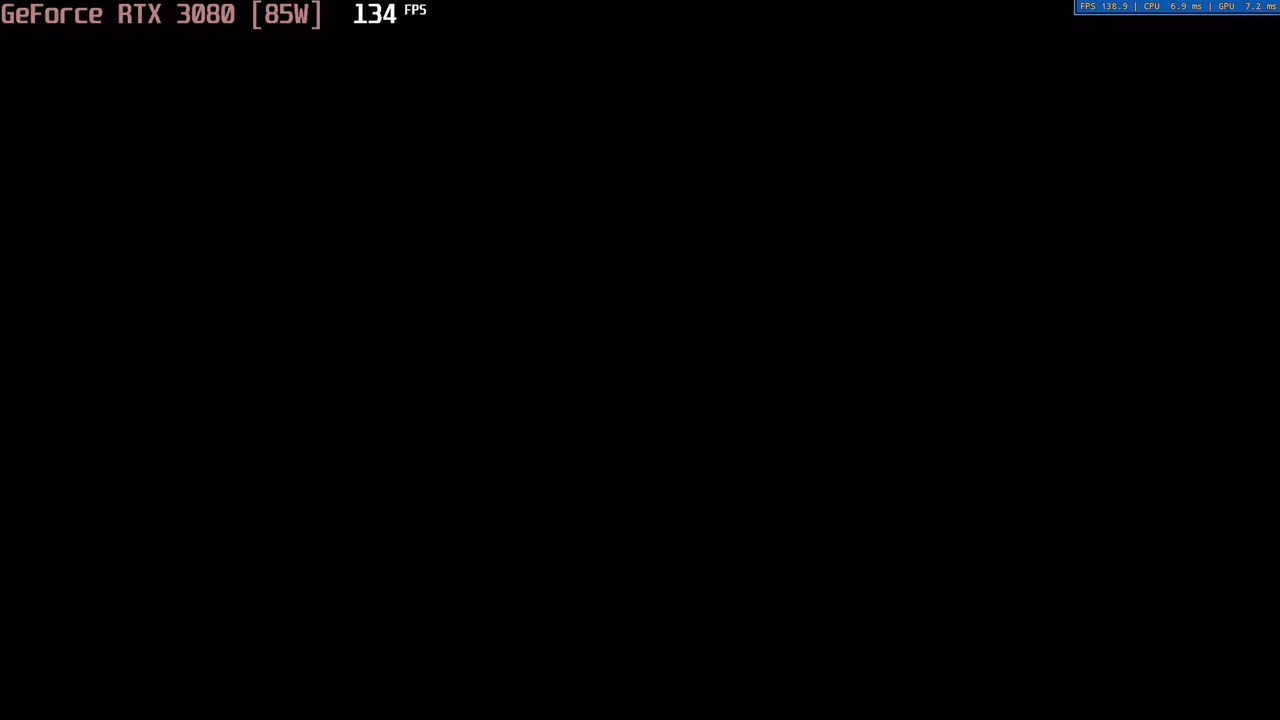 GeForce RTX 3080 [85W] 134 FPS
FPS 138.9 | CPU 6.9 ms | GPU 7.2 ms